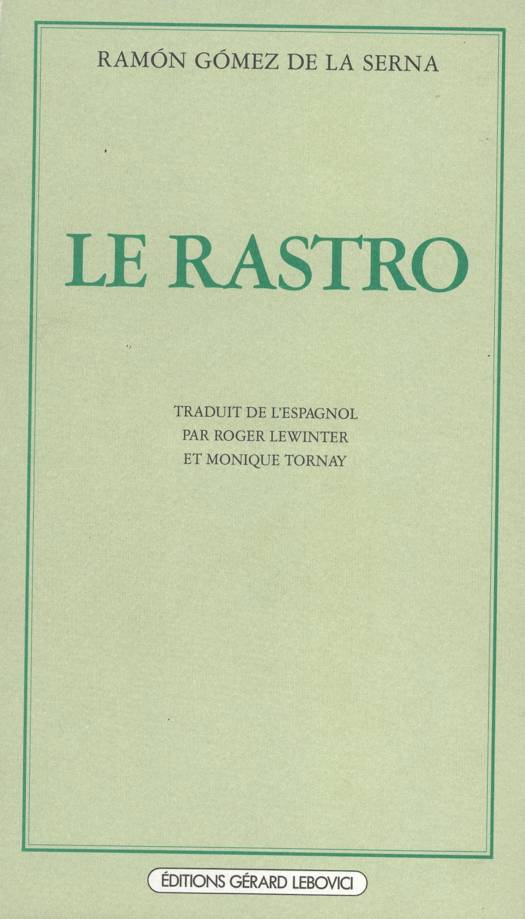 RAMÓN GÓMEZ DE LA SERNA
LE RASTRO
TRADUIT DE L'ESPAGNOL
PAR ROGER LEWINTER
ET MONIQUE TORNAY
ÉDITIONS GÉRARD LEBOVICI